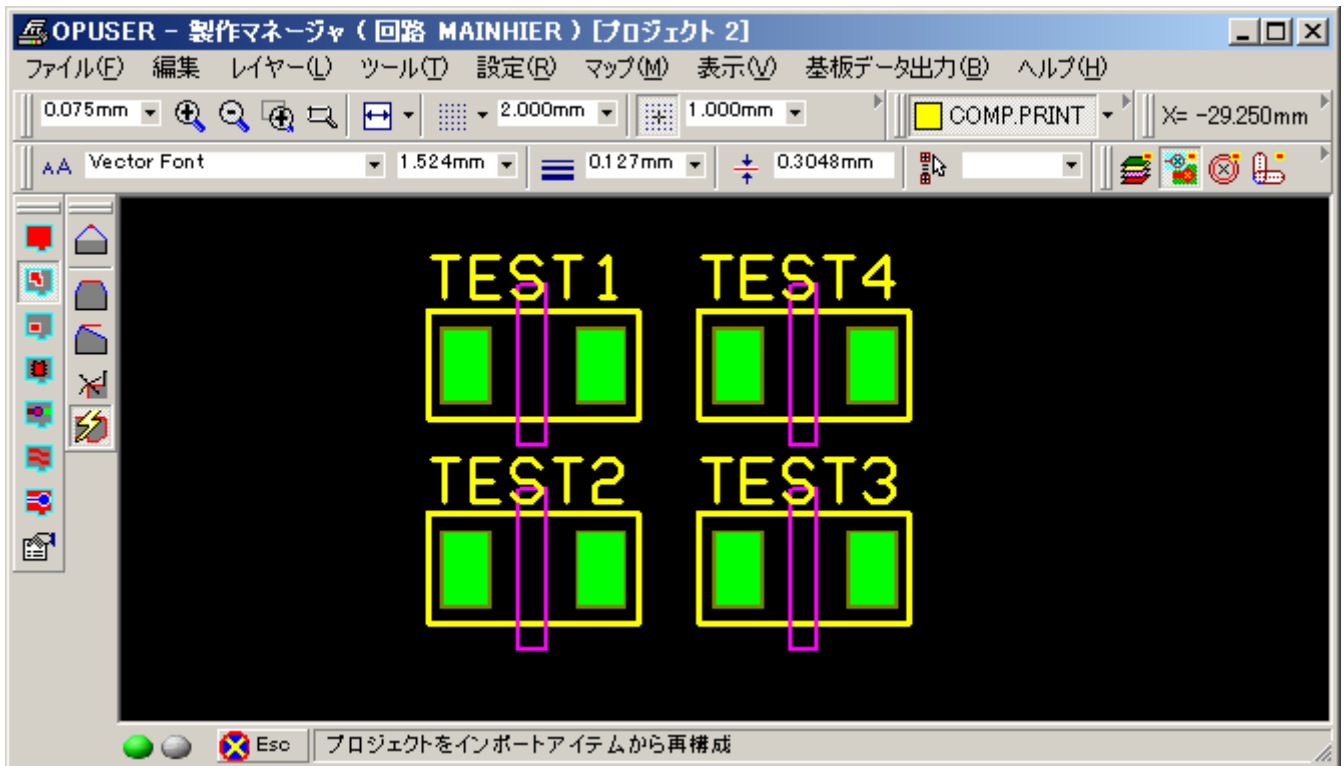 OPUSER - 製作マネージャ ( 回路 MAINHIER ) [プロジェクト 2]
ファイル(F) 編集 レイヤー(L) ツール(T) 設定(R) マップ(M) 表示(V) 基板データ出力(B) ヘルプ(H)
0.075mm 2.000mm 1.000mm COMP.PRINT X= -29.250mm
AA Vector Font 1.524mm 0.127mm 0.3048mm
TEST1 TEST4
TEST2 TEST3
Esc プロジェクトをインポートアイテムから再構成